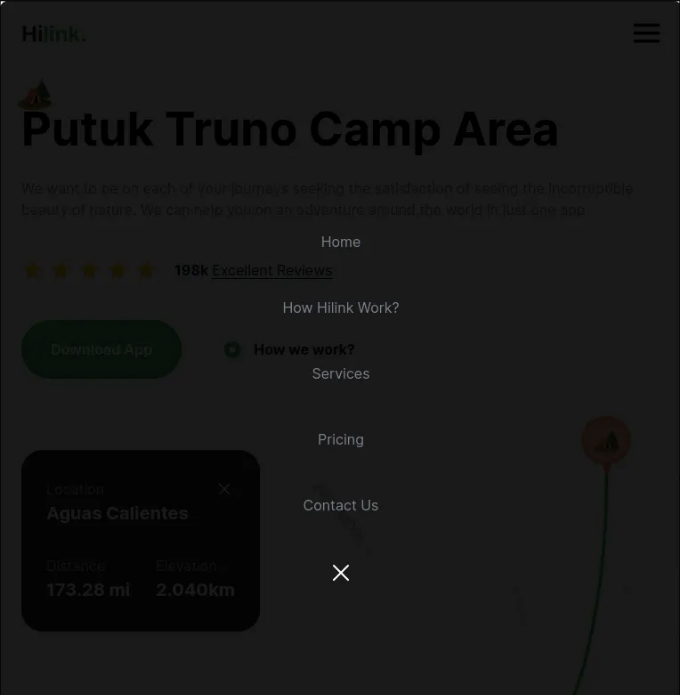 Hilink.
Putuk Truno Camp Area
We want to be on each of your journeys seeking the satisfaction of seeing the incorruptible
beauty of nature. We can help you on an adventure around the world in just one app
Home
198k Excellent Reviews
How Hilink Work?
Download App
How we work?
Services
Pricing
Location
Aguas Calientes
Contact Us
Distance
Elevation
173.28 mi
2.040km